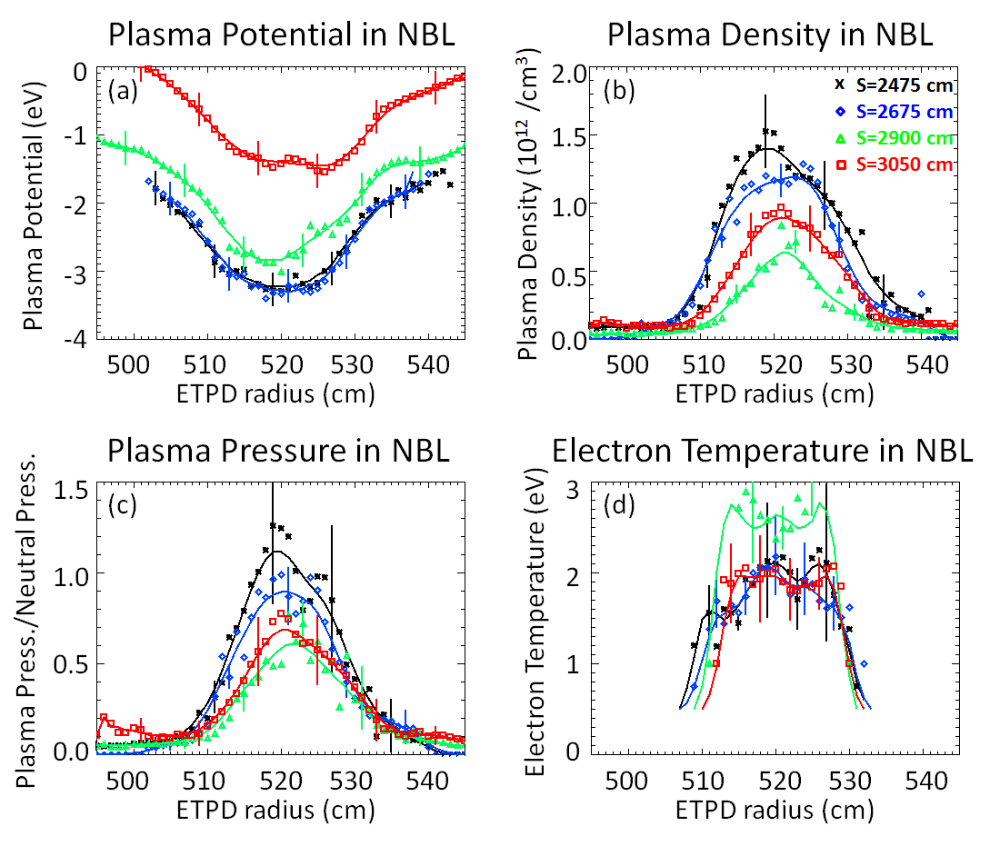 Plasma Potential in NBL
Plasma Potential (eV)
(a)
0
-1
-2
-3
-4
500 510 520 530 540
ETPD radius (cm)
Plasma Density in NBL
Plasma Density (10¹² /cm³)
(b)
2.0
1.5
1.0
0.5
0.0
S=2475 cm
S=2675 cm
S=2900 cm
S=3050 cm
500 510 520 530 540
ETPD radius (cm)
Plasma Pressure in NBL
Plasma Press./Neutral Press.
(c)
1.5
1.0
0.5
0.0
500 510 520 530 540
ETPD radius (cm)
Electron Temperature in NBL
Electron Temperature (eV)
(d)
3
2
1
0
500 510 520 530 540
ETPD radius (cm)